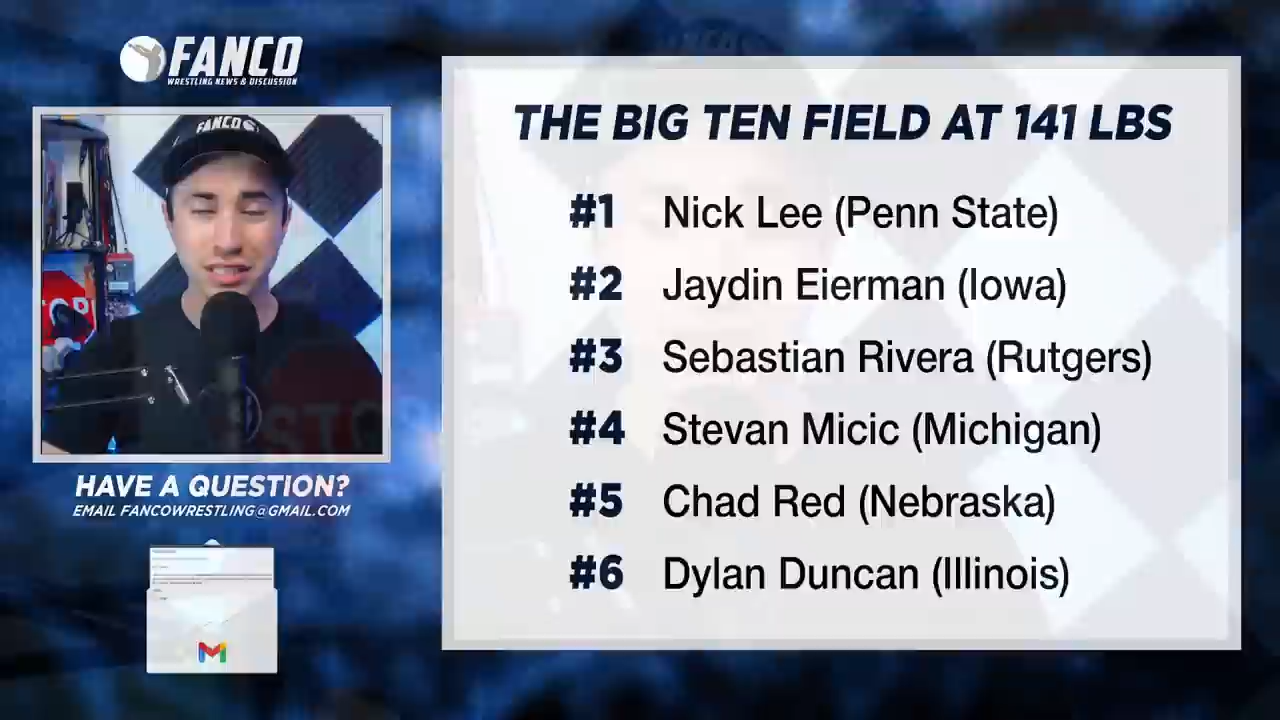 FANCO
WRESTLING NEWS & DISCUSSION
FANCO
STOP
HAVE A QUESTION?
EMAIL FANCOWRESTLING@GMAIL.COM
THE BIG TEN FIELD AT 141 LBS
#1 Nick Lee (Penn State)
#2 Jaydin Eierman (Iowa)
#3 Sebastian Rivera (Rutgers)
#4 Stevan Micic (Michigan)
#5 Chad Red (Nebraska)
#6 Dylan Duncan (Illinois)